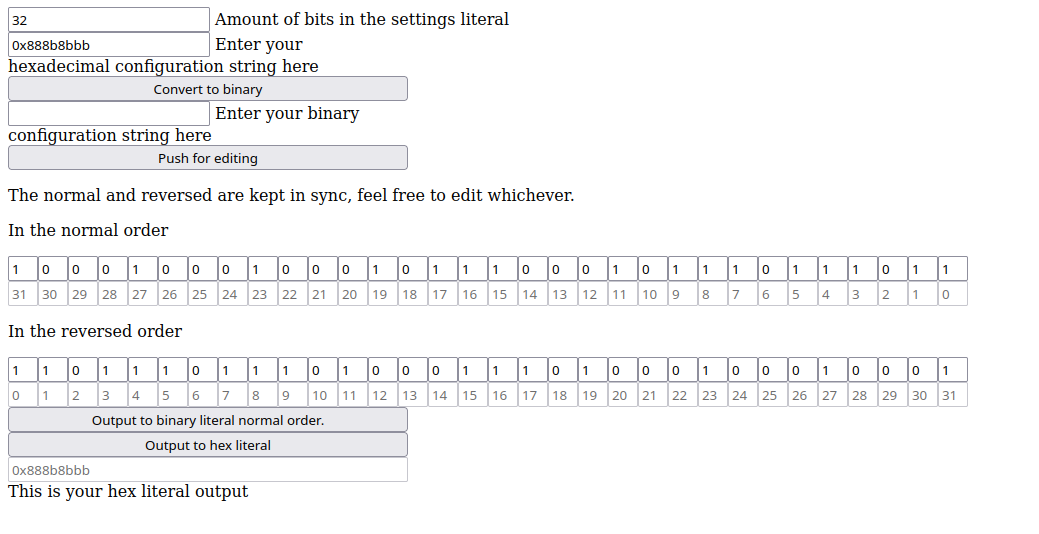 32 Amount of bits in the settings literal
0x888b8bbb Enter your
hexadecimal configuration string here
Convert to binary
Enter your binary
configuration string here
Push for editing
The normal and reversed are kept in sync, feel free to edit whichever.
In the normal order
1 0 0 0 1 0 0 0 1 0 0 0 1 0 1 1 1 0 0 0 1 0 1 1 1 0 1 1 1 0 1 1
31 30 29 28 27 26 25 24 23 22 21 20 19 18 17 16 15 14 13 12 11 10 9 8 7 6 5 4 3 2 1 0
In the reversed order
1 1 0 1 1 1 0 1 1 1 0 1 0 0 0 1 1 1 0 1 0 0 0 1 0 0 0 1 0 0 0 1
0 1 2 3 4 5 6 7 8 9 10 11 12 13 14 15 16 17 18 19 20 21 22 23 24 25 26 27 28 29 30 31
Output to binary literal normal order.
Output to hex literal
0x888b8bbb
This is your hex literal output